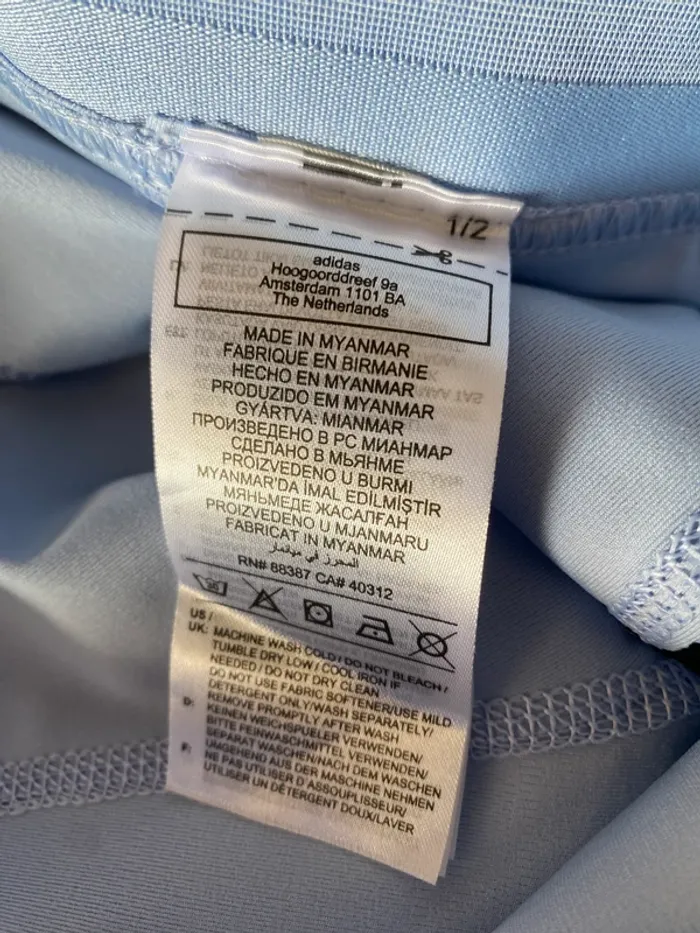 1/2
adidas
Hoogoorddreef 9a
Amsterdam 1101 BA
The Netherlands
MADE IN MYANMAR
FABRIQUE EN BIRMANIE
HECHO EN MYANMAR
PRODUZIDO EM MYANMAR
GYÁRTVA: MIANMAR
ПРОИЗВЕДЕНО В РС МИАНМАР
СДЕЛАНО В МЬЯНМЕ
PROIZVEDENO U BURMI
MYANMAR'DA İMAL EDİLMİŞTİR
МЯНЬМЕДЕ ЖАСАЛҒАН
PROIZVEDENO U MJANMARU
FABRICAT IN MYANMAR
في ميانمار
RN# 88387 CA# 40312
US /
UK: MACHINE WASH COLD / DO NOT BLEACH /
TUMBLE DRY LOW / COOL IRON IF
NEEDED / DO NOT DRY CLEAN
DO NOT USE FABRIC SOFTENER/USE MILD
DETERGENT ONLY/WASH SEPARATELY/
REMOVE PROMPTLY AFTER WASH
D: KEINEN WEICHSPUELER VERWENDEN/
BITTE FEINWASCHMITTEL VERWENDEN/
SEPARAT WASCHEN/NACH DEM WASCHEN
UMGEHEND AUS DER MASCHINE NEHMEN
F: NE PAS UTILISER D'ASSOUPLISSEUR/
UTILISER UN DÉTERGENT DOUX/LAVER